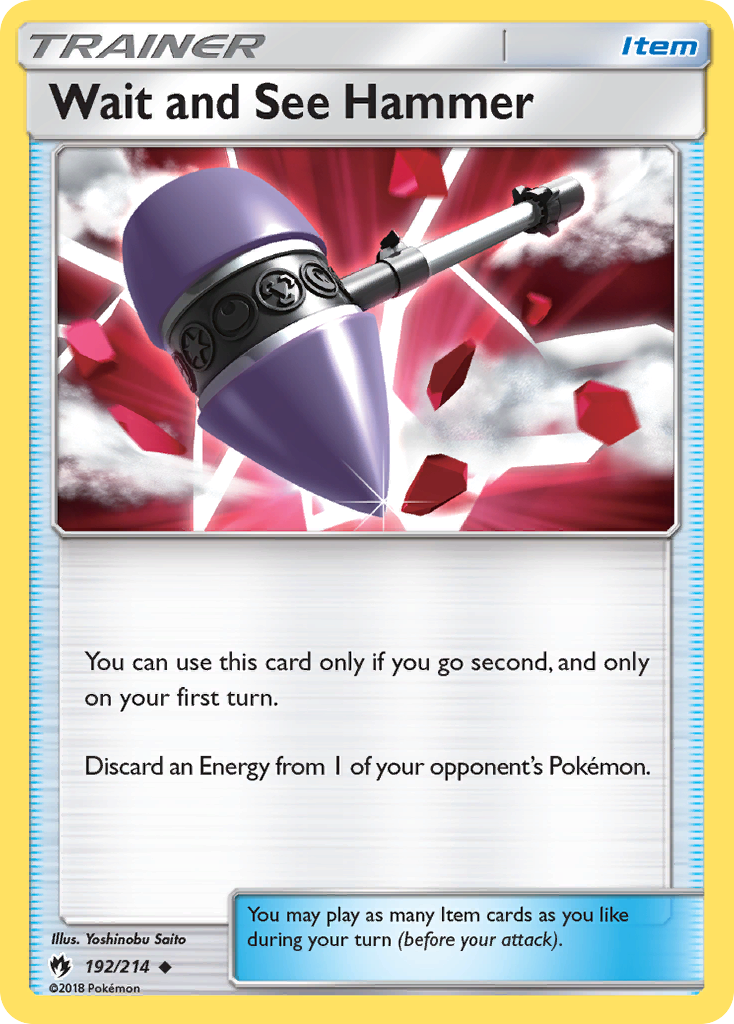 TRAINER Item
Wait and See Hammer
You can use this card only if you go second, and only
on your first turn.
Discard an Energy from 1 of your opponent's Pokémon.
You may play as many Item cards as you like
during your turn (before your attack).
Illus. Yoshinobu Saito
192/214 ◆
©2018 Pokémon